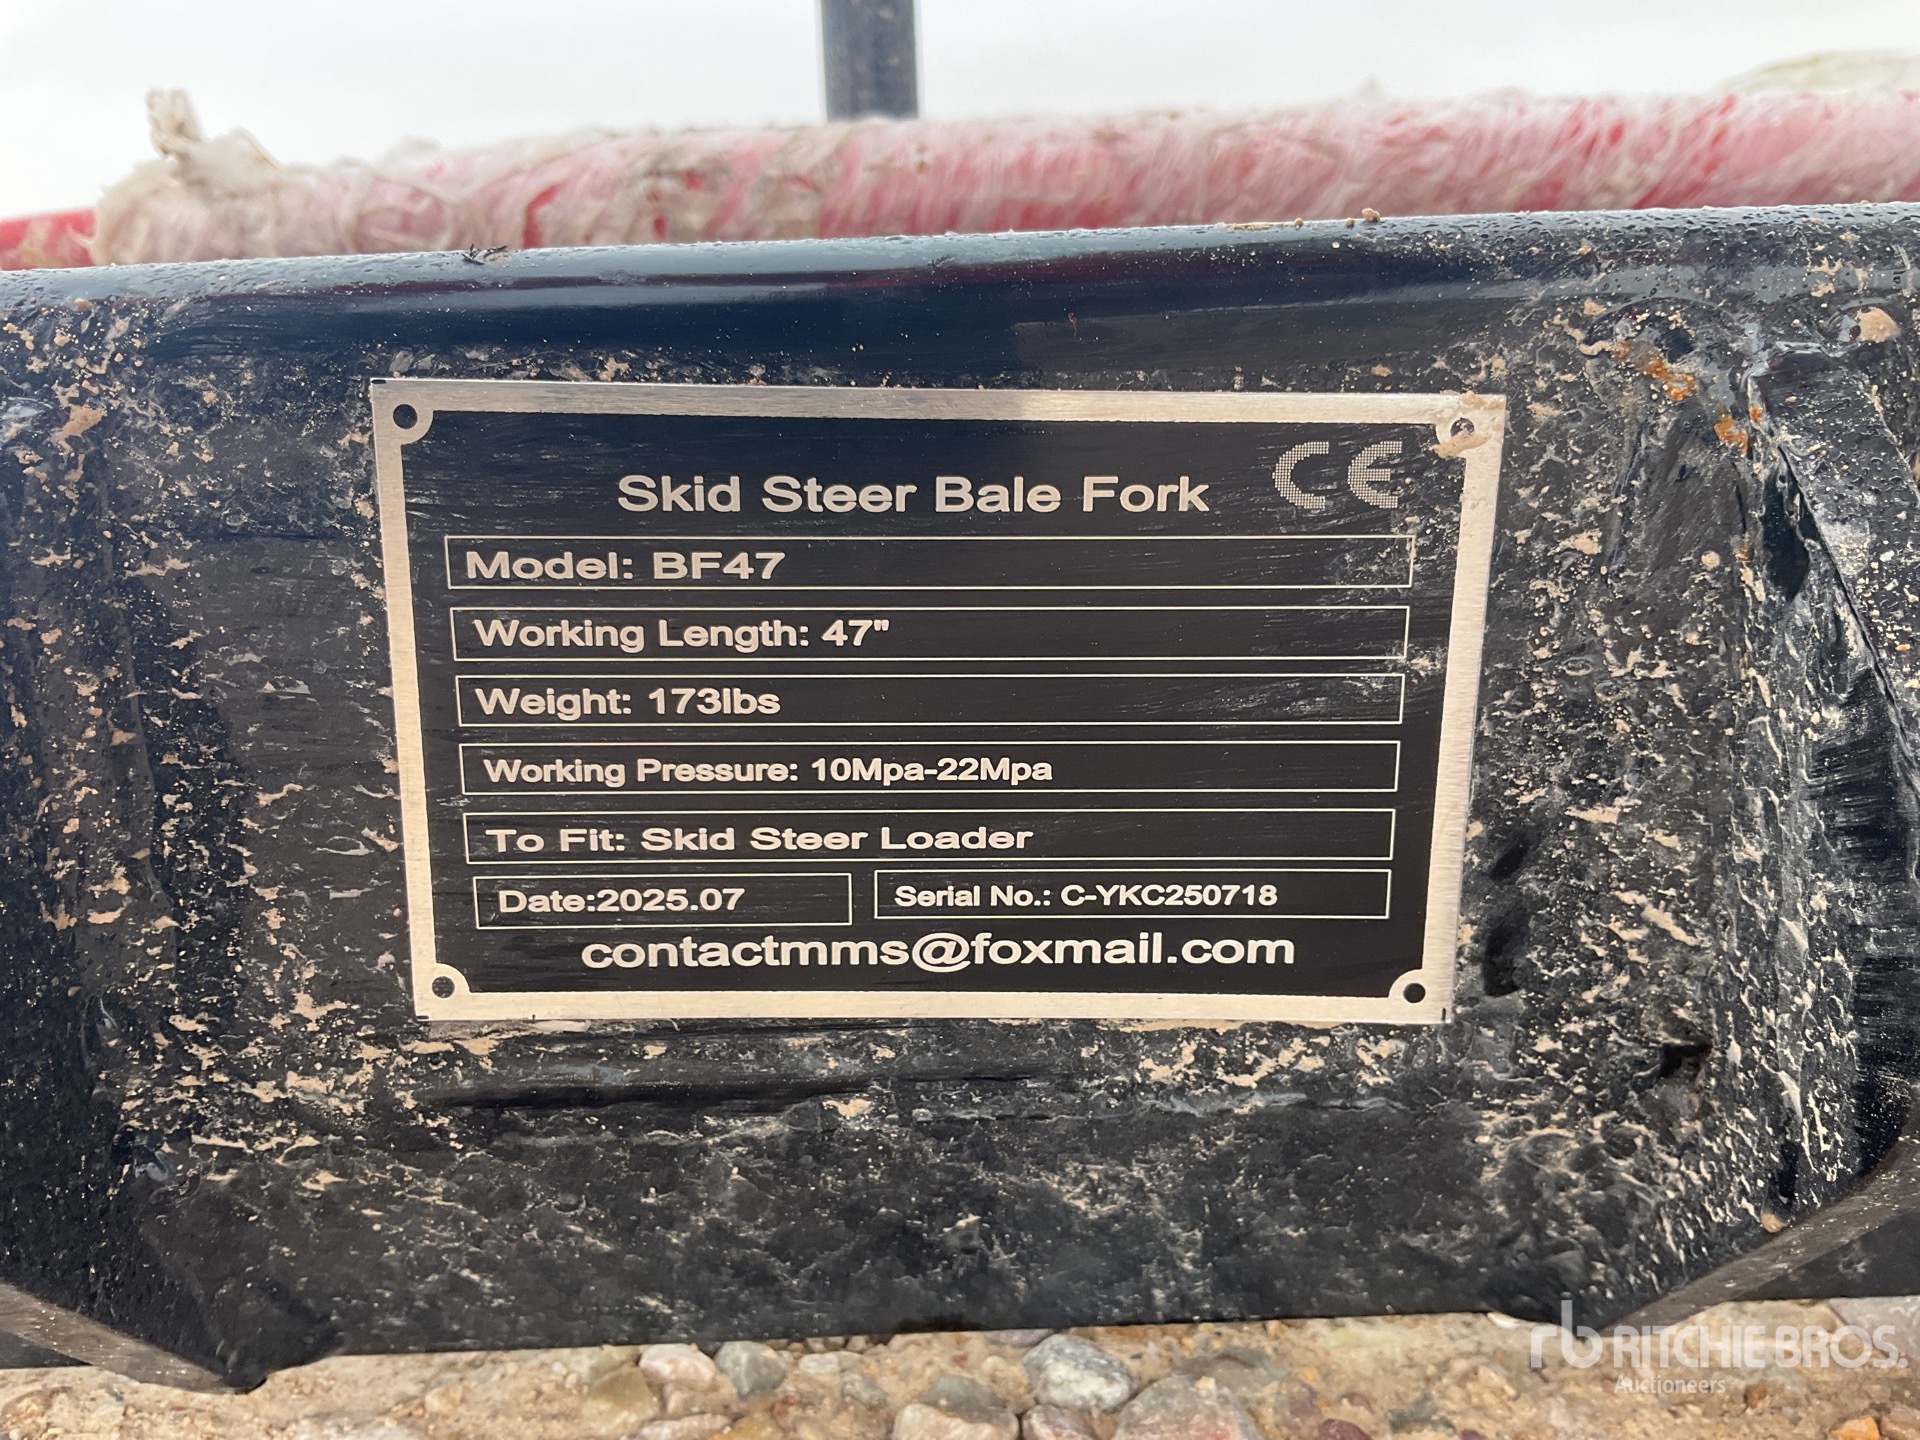 Skid Steer Bale Fork CE
Model: BF47
Working Length: 47"
Weight: 173lbs
Working Pressure: 10Mpa-22Mpa
To Fit: Skid Steer Loader
Date:2025.07 Serial No.: C-YKC250718
contactmms@foxmail.com
rb RITCHIE BROS.
Auctioneers